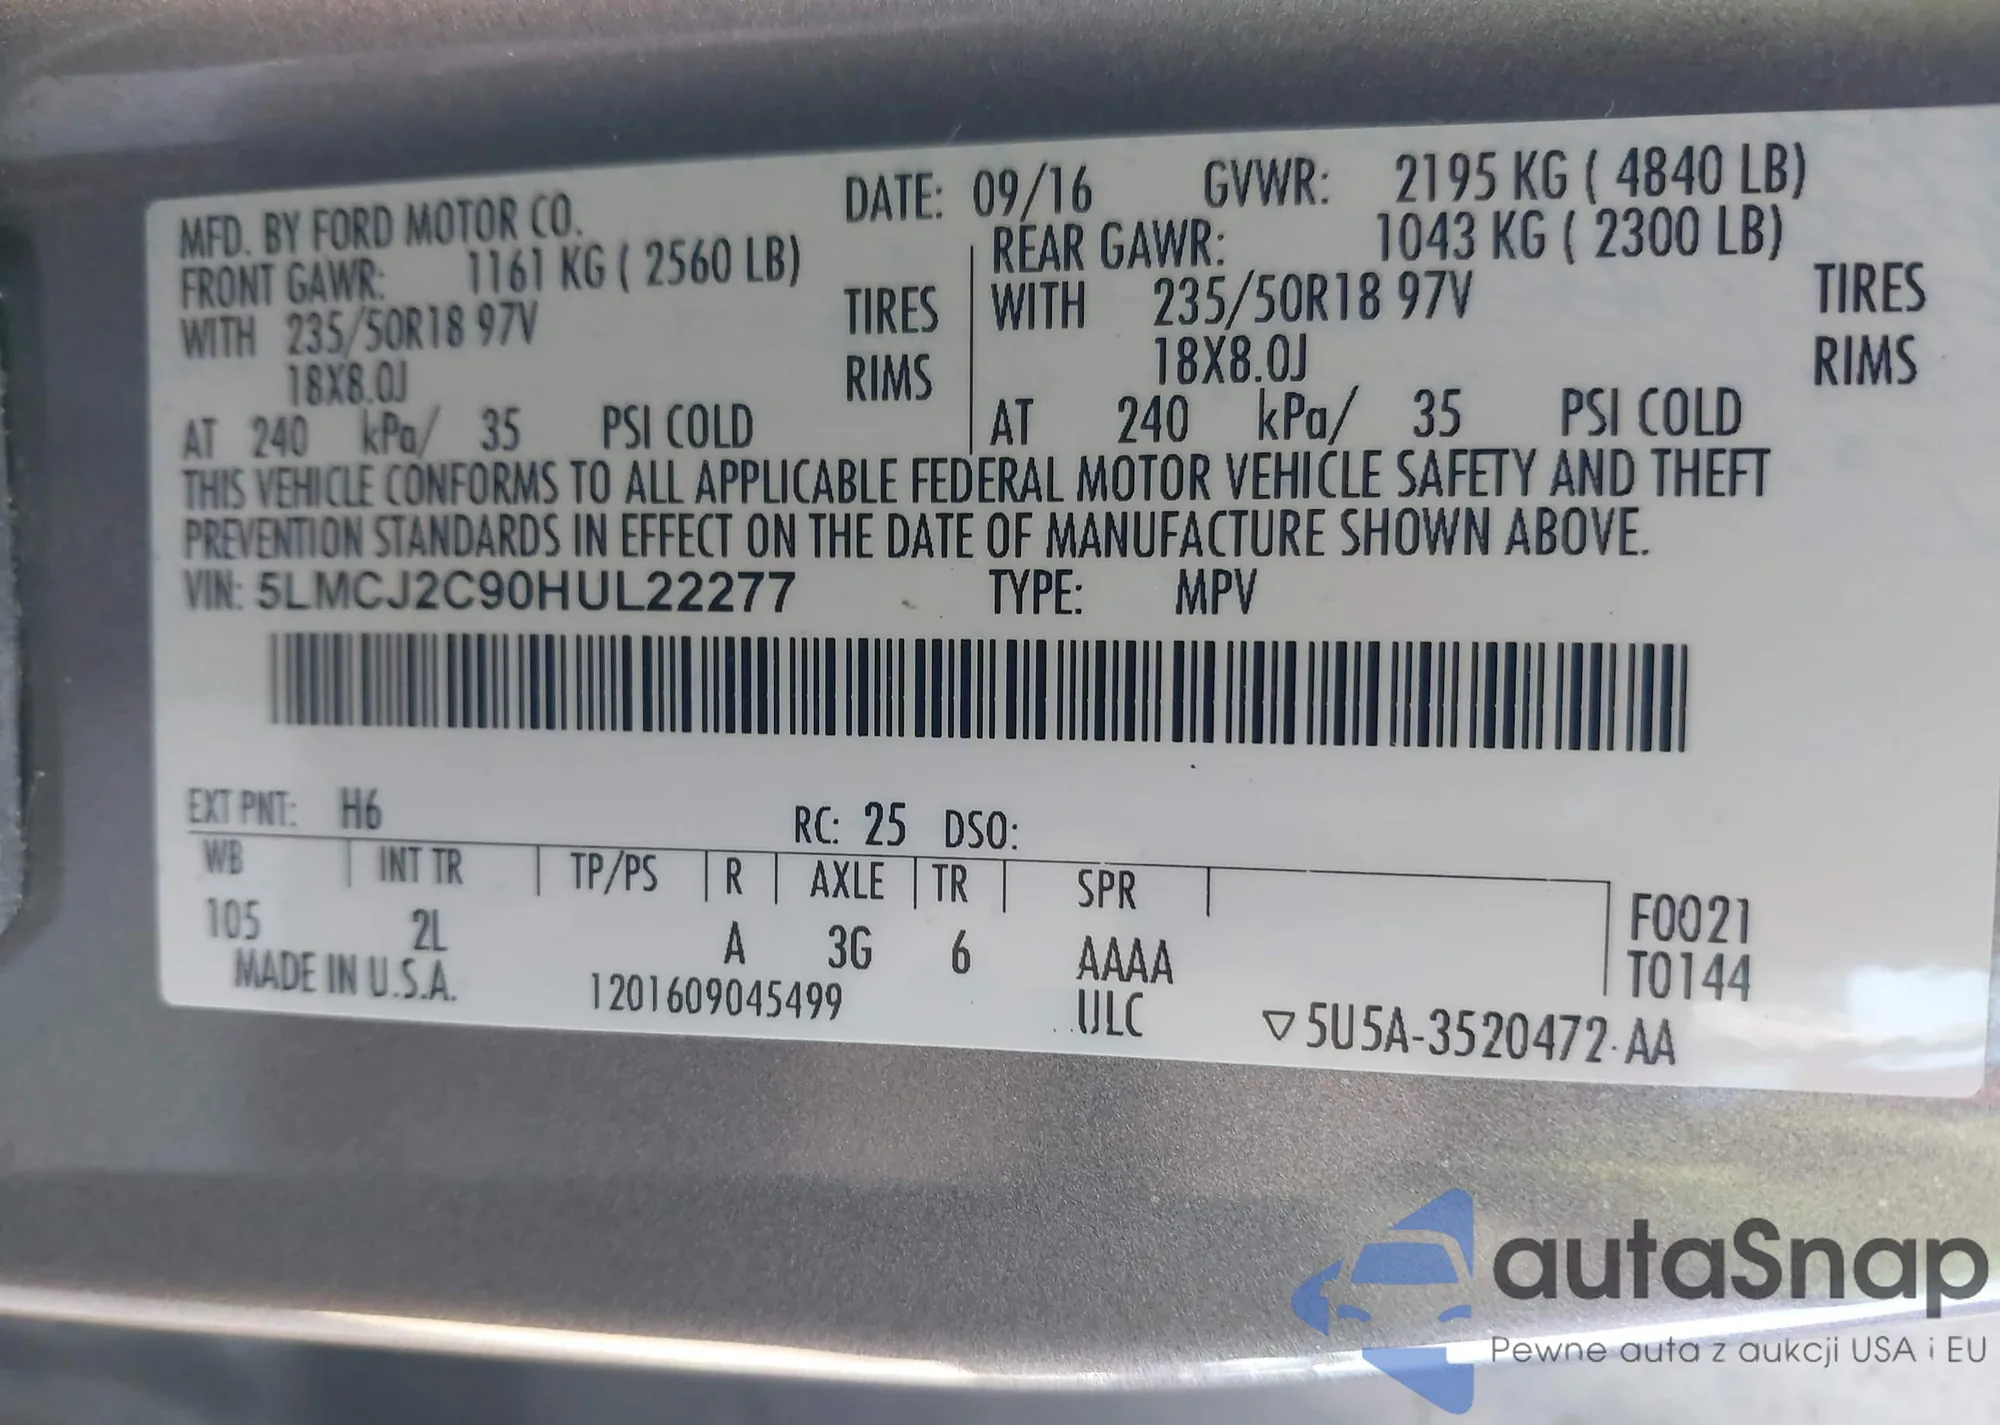 MFD. BY FORD MOTOR CO. DATE: 09/16 GVWR: 2195 KG ( 4840 LB)
FRONT GAWR: 1161 KG ( 2560 LB) REAR GAWR: 1043 KG ( 2300 LB)
WITH 235/50R18 97V TIRES WITH 235/50R18 97V TIRES
18X8.0J RIMS 18X8.0J RIMS
AT 240 kPa/ 35 PSI COLD AT 240 kPa/ 35 PSI COLD
THIS VEHICLE CONFORMS TO ALL APPLICABLE FEDERAL MOTOR VEHICLE SAFETY AND THEFT
PREVENTION STANDARDS IN EFFECT ON THE DATE OF MANUFACTURE SHOWN ABOVE.
VIN: 5LMCJ2C90HUL22277 TYPE: MPV
EXT PNT: H6 RC: 25 DSO:
WB INT TR TP/PS R AXLE TR SPR
105 2L A 3G 6 AAAA F0021
T0144
MADE IN U.S.A. 1201609045499 ..ULC ▽5U5A-3520472-AA
autaSnap
Pewne auta z aukcji USA i EU